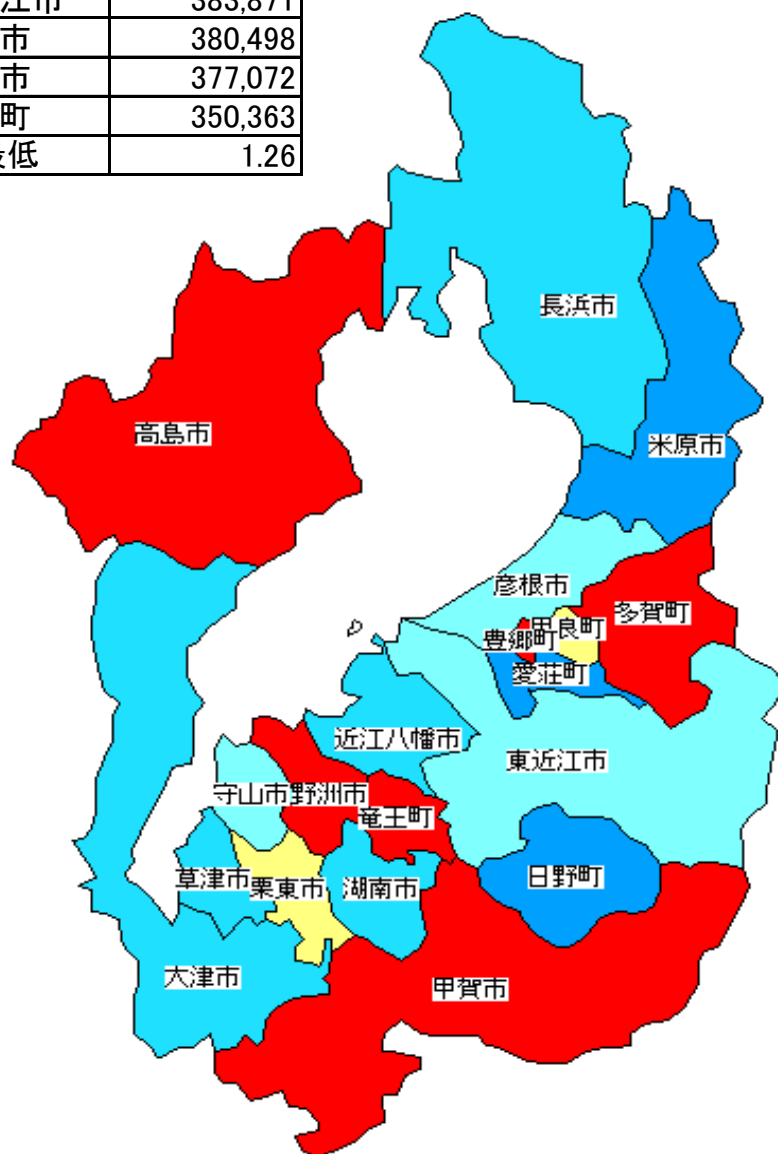 江市 383,871
市 380,498
市 377,072
町 350,363
低 1.26
長浜市
高島市
米原市
彦根市
多賀町
甲良町
豊郷町
愛荘町
近江八幡市
東近江市
守山市
野洲市
竜王町
草津市
栗東市
湖南市
日野町
大津市
甲賀市